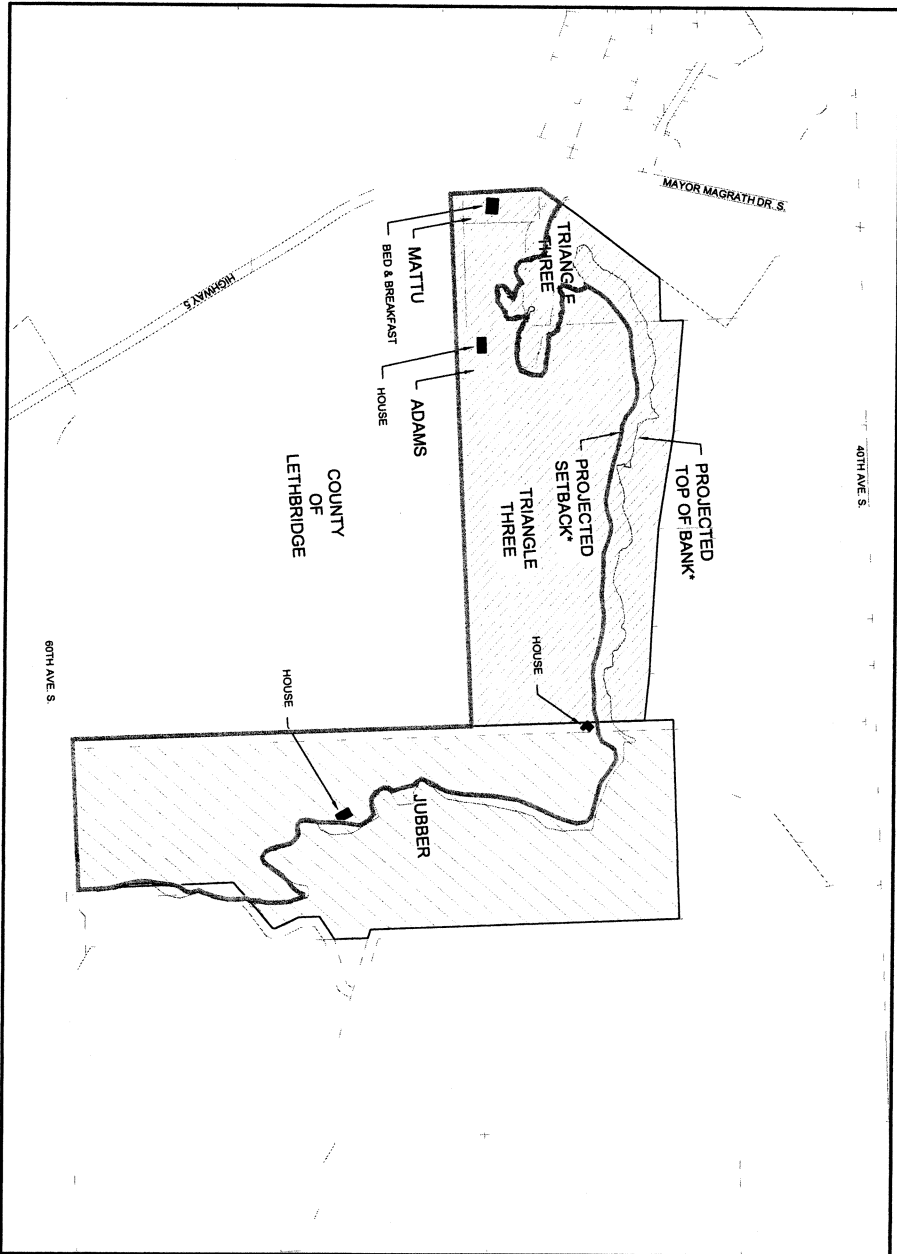 MAYOR MAGRATH DR. S.
40TH AVE. S.
TRIANGLE
THREE
MATTU
BED & BREAKFAST
HIGHWAY 5
HOUSE
ADAMS
PROJECTED
TOP OF BANK*
PROJECTED
SETBACK*
TRIANGLE
THREE
COUNTY
OF
LETHBRIDGE
HOUSE
HOUSE
60TH AVE. S.
JUBBER